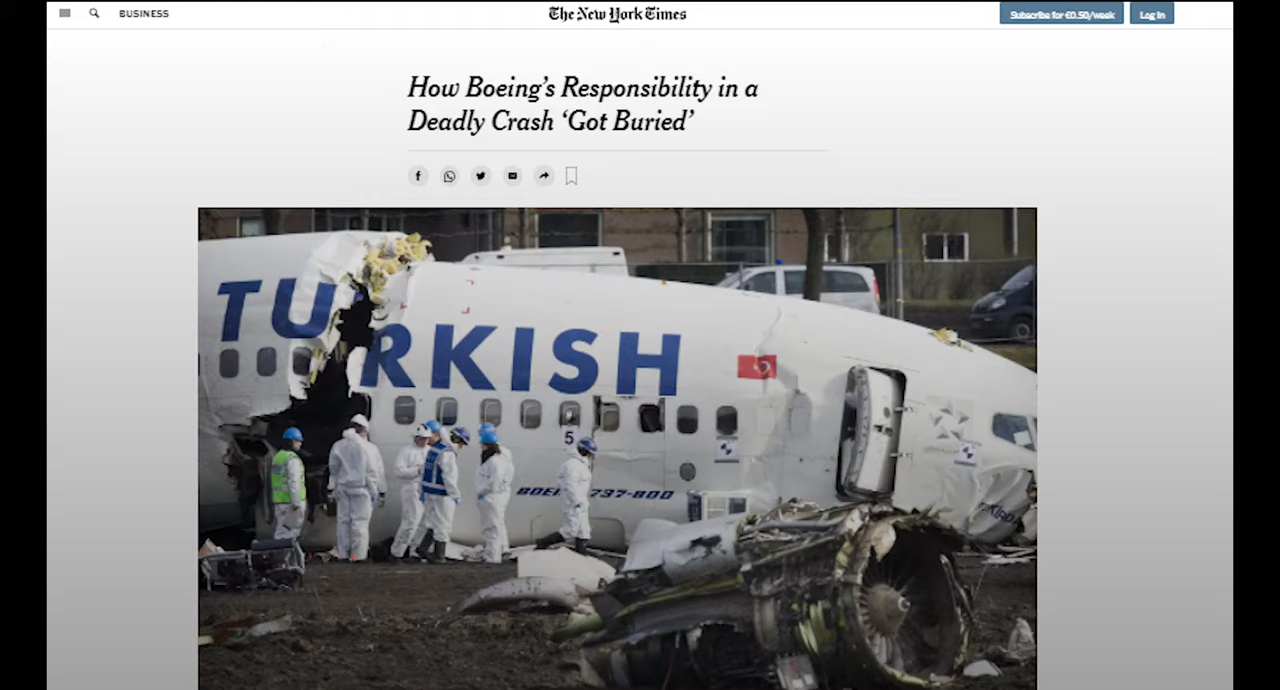 BUSINESS
The New York Times
Subscribe for €0.50/week
Log In
How Boeing's Responsibility in a
Deadly Crash ‘Got Buried’
TURKISH
5
737-800